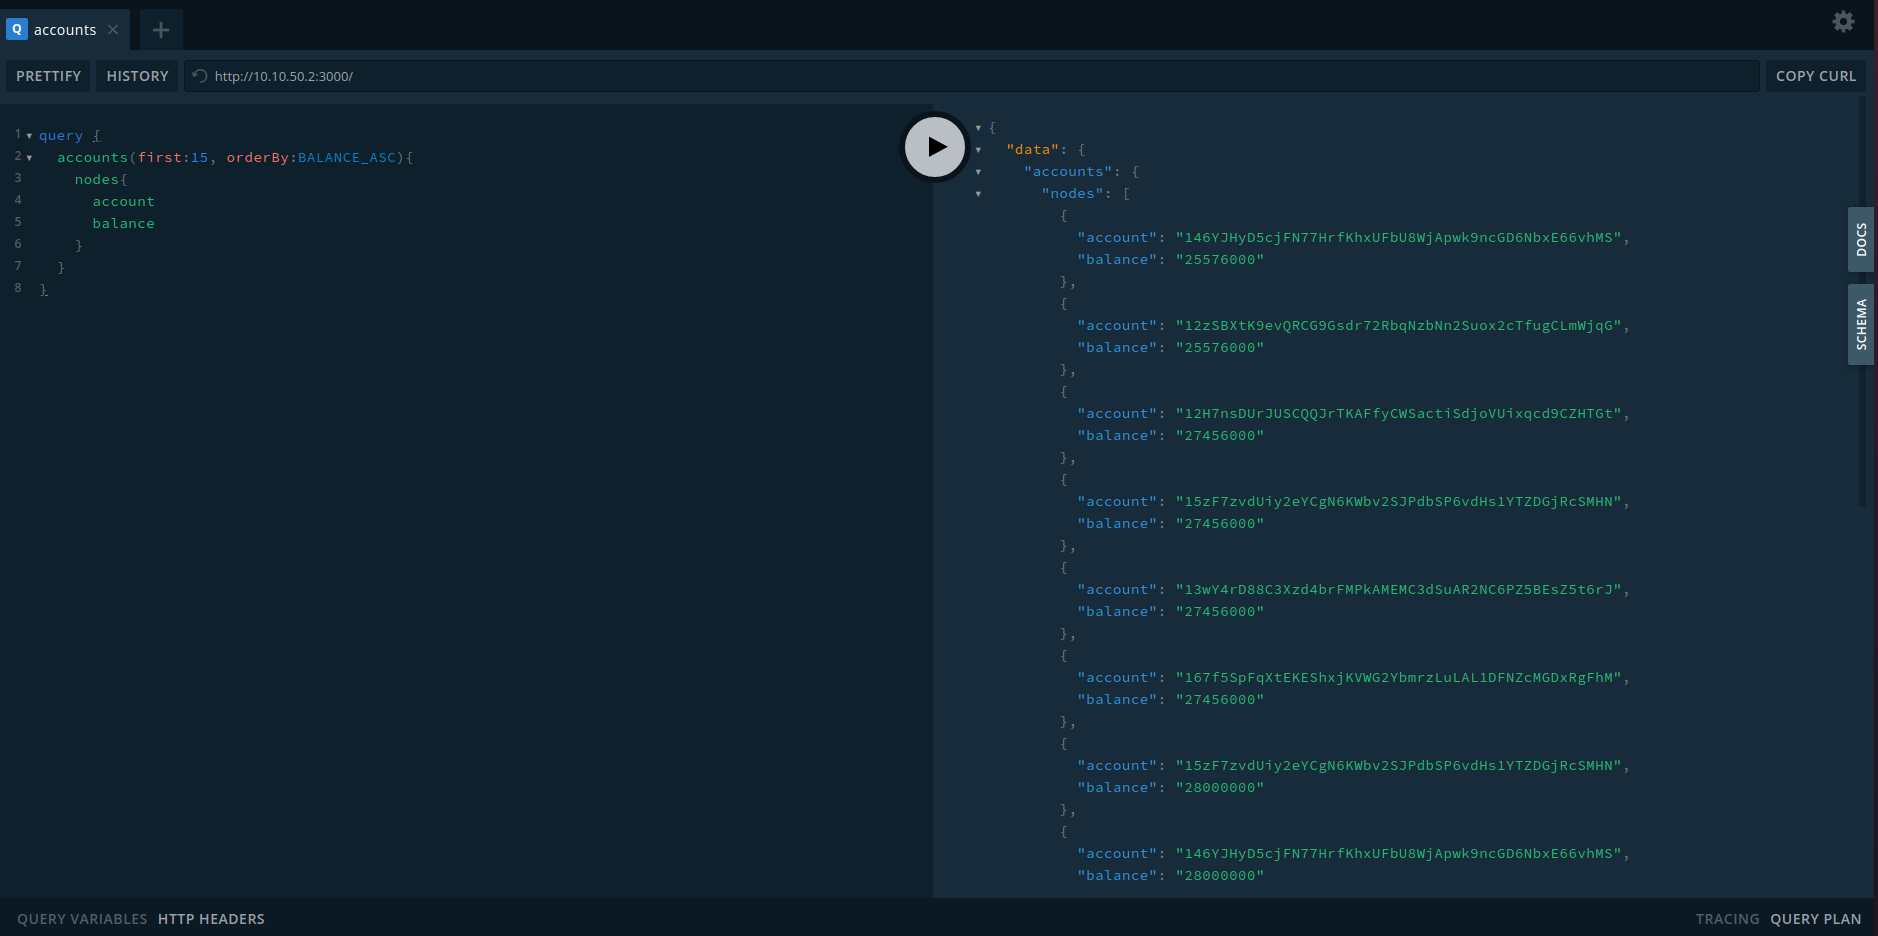 Q accounts
PRETTIFY HISTORY http://10.10.50.2:3000/ COPY CURL
1 query {
2 accounts(first:15, orderBy:BALANCE_ASC){
3 nodes{
4 account
5 balance
6 }
7 }
8 }
{
"data": {
"accounts": {
"nodes": [
{
"account": "146YJHyD5cjFN77HrfKhxUFbU8WjApwk9ncGD6NbxE66vhMS",
"balance": "25576000"
},
{
"account": "12zSBXtK9evQRCG9Gsdr72RbqNzbNn2Suox2cTfugCLmWjqG",
"balance": "25576000"
},
{
"account": "12H7nsDUrJUSCQQJrTKAFfyCWSactiSdjoVUixqcd9CZHTGt",
"balance": "27456000"
},
{
"account": "15zF7zvdUiy2eYCgN6KWbv2SJPdbSP6vdHs1YTZDGjRcSMHN",
"balance": "27456000"
},
{
"account": "13wY4rD88C3Xzd4brFMPkAMEMC3dSuAR2NC6PZ5BEsZ5t6rJ",
"balance": "27456000"
},
{
"account": "167f5SpFqXtEKEShxjKVWG2YbmrzLuLAL1DFNZcMGDxRgFhM",
"balance": "27456000"
},
{
"account": "15zF7zvdUiy2eYCgN6KWbv2SJPdbSP6vdHs1YTZDGjRcSMHN",
"balance": "28000000"
},
{
"account": "146YJHyD5cjFN77HrfKhxUFbU8WjApwk9ncGD6NbxE66vhMS",
"balance": "28000000"
DOCS
SCHEMA
QUERY VARIABLES HTTP HEADERS
TRACING QUERY PLAN